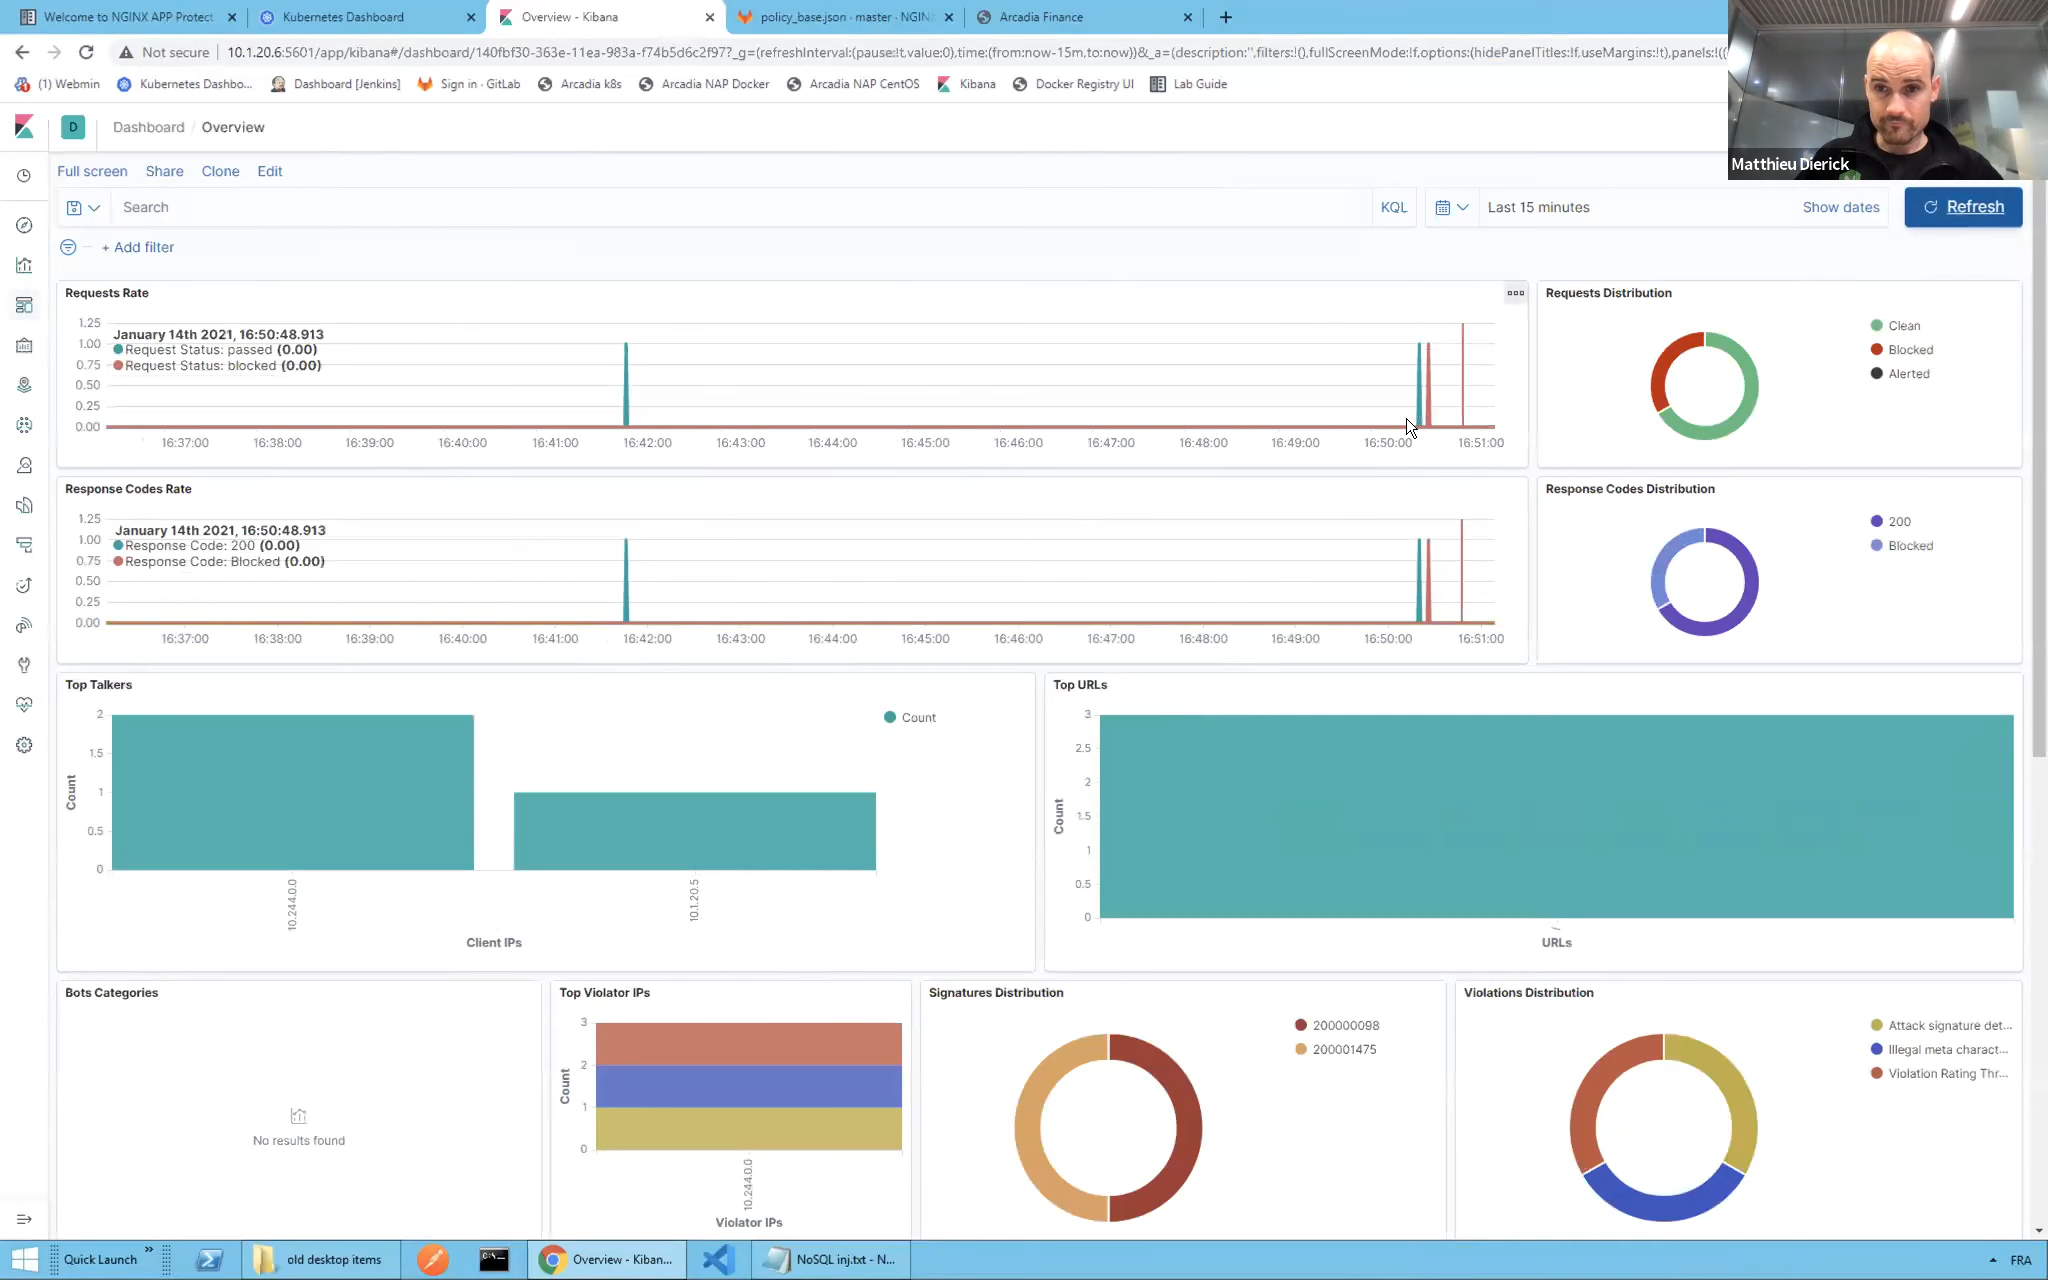 Welcome to NGINX APP Protect
Kubernetes Dashboard
Overview - Kibana
policy_base.json · master · NGIN
Arcadia Finance
Not secure
10.1.20.6:5601/app/kibana#/dashboard/140fbf30-363e-11ea-983a-f74b5d6c2f97?_g=(refreshInterval:(pause:!t,value:0),time:(from:now-15m,to:now))&_a=(description:'',filters:!(),fullScreenMode:!f,options:(hidePanelTitles:!f,useMargins:!t),panels:!((
(1) Webmin
Kubernetes Dashbo...
Dashboard [Jenkins]
Sign in · GitLab
Arcadia k8s
Arcadia NAP Docker
Arcadia NAP CentOS
Kibana
Docker Registry UI
Lab Guide
Matthieu Dierick
D
Dashboard / Overview
Full screen Share Clone Edit
Search
KQL
Last 15 minutes
Show dates
Refresh
+ Add filter
Requests Rate
1.25
1.00
0.75
0.50
0.25
0.00
January 14th 2021, 16:50:48.913
Request Status: passed (0.00)
Request Status: blocked (0.00)
16:37:00 16:38:00 16:39:00 16:40:00 16:41:00 16:42:00 16:43:00 16:44:00 16:45:00 16:46:00 16:47:00 16:48:00 16:49:00 16:50:00 16:51:00
Requests Distribution
Clean
Blocked
Alerted
Response Codes Rate
1.25
1.00
0.75
0.50
0.25
0.00
January 14th 2021, 16:50:48.913
Response Code: 200 (0.00)
Response Code: Blocked (0.00)
16:37:00 16:38:00 16:39:00 16:40:00 16:41:00 16:42:00 16:43:00 16:44:00 16:45:00 16:46:00 16:47:00 16:48:00 16:49:00 16:50:00 16:51:00
Response Codes Distribution
200
Blocked
Top Talkers
2
1.5
1
0.5
0
Count
10.244.0.0
10.1.20.5
Client IPs
Count
Top URLs
3
2.5
2
1.5
1
0.5
0
Count
/
URLs
Bots Categories
No results found
Top Violator IPs
3
2
1
0
Count
10.244.0.0
Violator IPs
Signatures Distribution
200000098
200001475
Violations Distribution
Attack signature det...
Illegal meta charact...
Violation Rating Thr...
Quick Launch
old desktop items
Overview - Kiban...
NoSQL inj.txt - N...
FRA